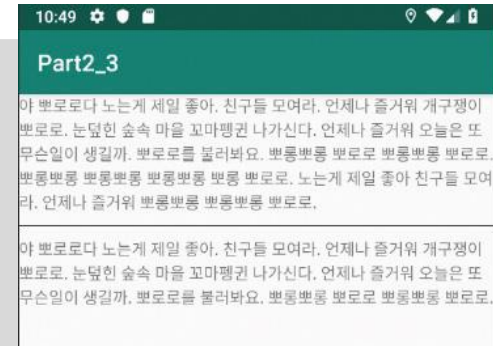 10:49
Part2_3
야 뽀로로다 노는게 제일 좋아. 친구들 모여라. 언제나 즐거워 개구쟁이
뽀로로. 눈덮힌 숲속 마을 꼬마펭귄 나가신다. 언제나 즐거워 오늘은 또
무슨일이 생길까. 뽀로로를 불러봐요. 뽀롱뽀롱 뽀로로 뽀롱뽀롱 뽀로로.
뽀롱뽀롱 뽀롱뽀롱 뽀롱뽀롱 뽀롱 뽀로로. 노는게 제일 좋아 친구들 모여
라. 언제나 즐거워 뽀롱뽀롱 뽀롱뽀롱 뽀로로.
야 뽀로로다 노는게 제일 좋아. 친구들 모여라. 언제나 즐거워 개구쟁이
뽀로로. 눈덮힌 숲속 마을 꼬마펭귄 나가신다. 언제나 즐거워 오늘은 또
무슨일이 생길까. 뽀로로를 불러봐요. 뽀롱뽀롱 뽀로로 뽀롱뽀롱 뽀로로.